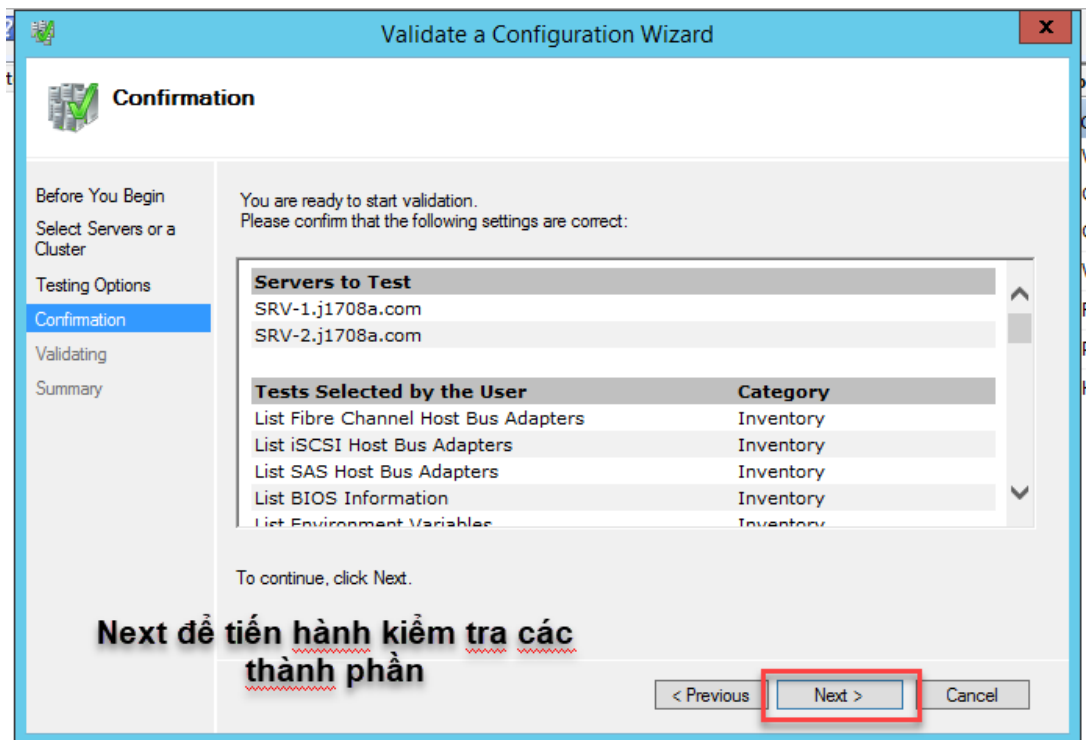 Validate a Configuration Wizard
x
Confirmation
Before You Begin
Select Servers or a
Cluster
Testing Options
Confirmation
Validating
Summary
You are ready to start validation.
Please confirm that the following settings are correct:
Servers to Test
SRV-1.j1708a.com
SRV-2.j1708a.com
Tests Selected by the User Category
List Fibre Channel Host Bus Adapters Inventory
List iSCSI Host Bus Adapters Inventory
List SAS Host Bus Adapters Inventory
List BIOS Information Inventory
List Environment Variables Inventory
To continue, click Next.
Next để tiến hành kiểm tra các
thành phần
< Previous Next > Cancel